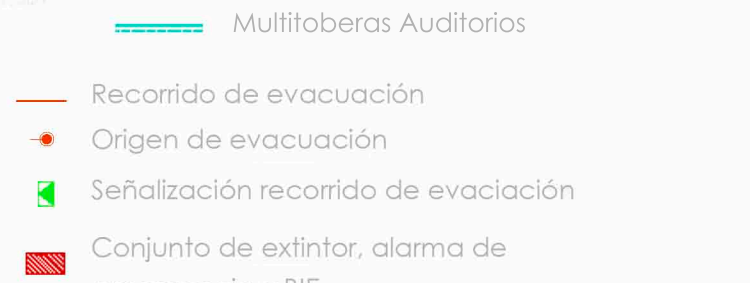 Multitoberas Auditorios
Recorrido de evacuación
Origen de evacuación
Señalización recorrido de evaciación
Conjunto de extintor, alarma de